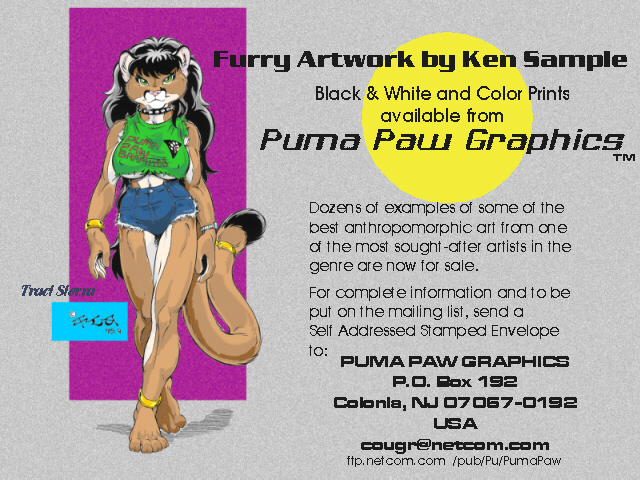 Furry Artwork by Ken Sample
Black & White and Color Prints
available from
Puma Paw Graphics™
PUMA
PAW
GRAPHICS
Dozens of examples of some of the
best anthropomorphic art from one
of the most sought-after artists in the
genre are now for sale.
Traci Sierra
For complete information and to be
put on the mailing list, send a
Self Addressed Stamped Envelope
to:
PUMA PAW GRAPHICS
P.O. Box 192
Colonia, NJ 07067-0192
USA
cougr@netcom.com
ftp.netcom.com /pub/Pu/PumaPaw